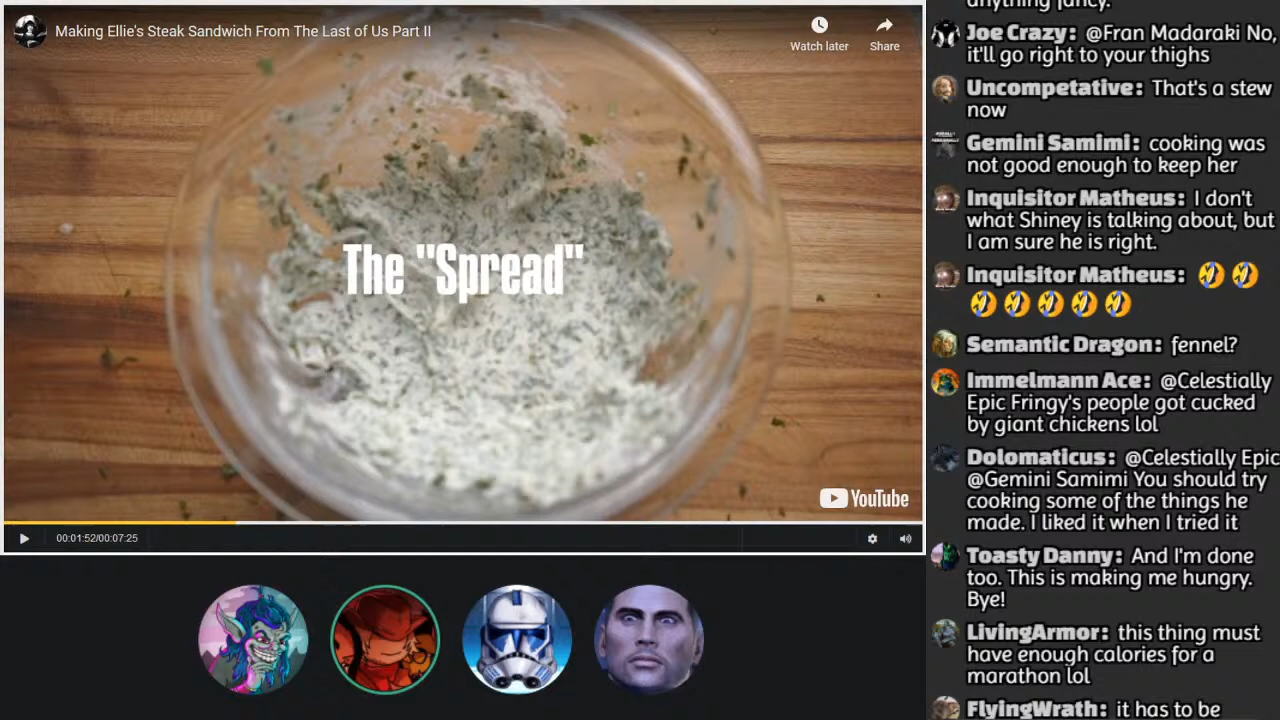 Making Ellie's Steak Sandwich From The Last of Us Part II
Watch later
Share
The "Spread"
YouTube
00:01:52/00:07:25
anything fancy.
Joe Crazy: @Fran Madaraki No,
it'll go right to your thighs
Uncompetative: That's a stew
now
Gemini Samimi: cooking was
not good enough to keep her
Inquisitor Matheus: I don't
what Shiney is talking about, but
I am sure he is right.
Inquisitor Matheus: 🤣🤣
🤣🤣🤣🤣🤣
Semantic Dragon: fennel?
Immelmann Ace: @Celestially
Epic Fringy's people got cucked
by giant chickens lol
Dolomaticus: @Celestially Epic
@Gemini Samimi You should try
cooking some of the things he
made. I liked it when I tried it
Toasty Danny: And I'm done
too. This is making me hungry.
Bye!
LivingArmor: this thing must
have enough calories for a
marathon lol
FlyingWrath: it has to be